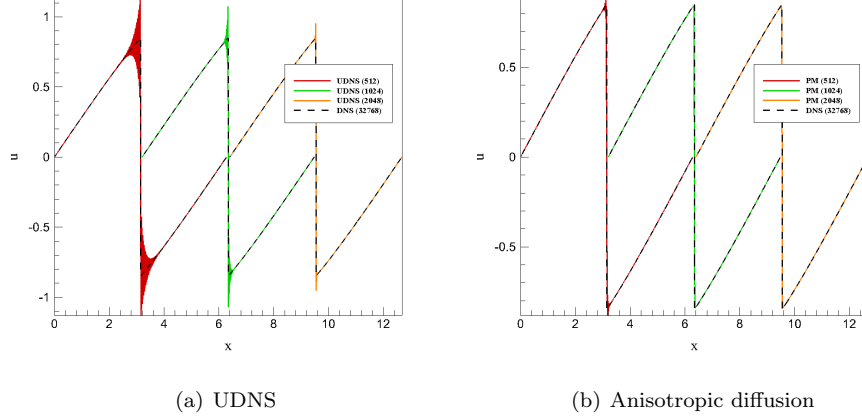 1
0.5
0
-0.5
-1
u
0 2 4 6 8 10 12
x
UDNS (512)
UDNS (1024)
UDNS (2048)
DNS (32768)
(a) UDNS
0.5
0
-0.5
u
0 2 4 6 8 10 12
x
PM (512)
PM (1024)
PM (2048)
DNS (32768)
(b) Anisotropic diffusion